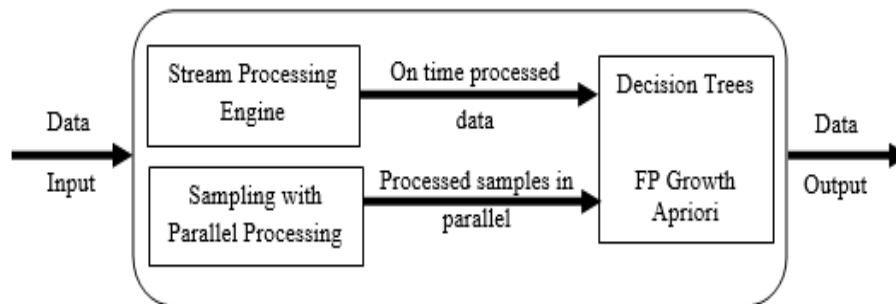 Data
Input
Stream Processing
Engine
On time processed
data
Sampling with
Parallel Processing
Processed samples in
parallel
Decision Trees
FP Growth
Apriori
Data
Output